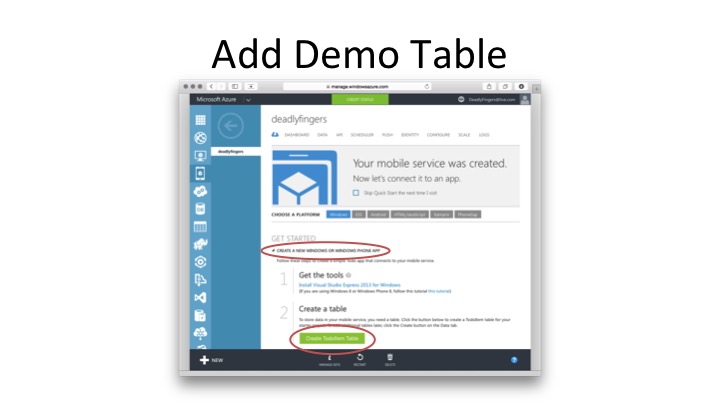 Add Demo Table
manage.windowsazure.com
Microsoft Azure
CREDIT STATUS
Deadlyfingers@live.com
deadlyfingers
deadlyfingers
DASHBOARD DATA API SCHEDULER PUSH IDENTITY CONFIGURE SCALE LOGS
Your mobile service was created.
Now let's connect it to an app.
Skip Quick Start the next time I visit
CHOOSE A PLATFORM Windows iOS Android HTML/JavaScript Xamarin PhoneGap
GET STARTED
CREATE A NEW WINDOWS OR WINDOWS PHONE APP
Follow these steps to create a simple todo app that connects to your mobile service.
1 Get the tools
Install Visual Studio Express 2013 for Windows
(If you are using Windows 8 or Windows Phone 8, follow this tutorial this tutorial)
2 Create a table
To store data in your mobile service, you need a table. Click the button below to create a TodoItem table for your
tables later, click the Create button on the Data tab.
Create TodoItem Table
NEW
MANAGE KEYS RESTART DELETE